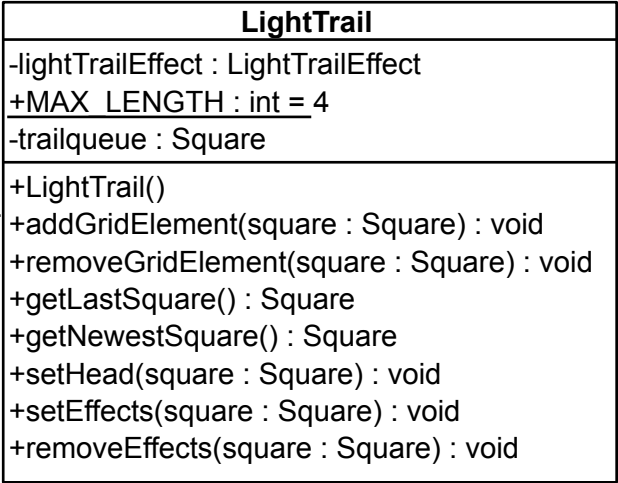 LightTrail
-lightTrailEffect : LightTrailEffect
+MAX_LENGTH : int = 4
-trailqueue : Square
+LightTrail()
+addGridElement(square : Square) : void
+removeGridElement(square : Square) : void
+getLastSquare() : Square
+getNewestSquare() : Square
+setHead(square : Square) : void
+setEffects(square : Square) : void
+removeEffects(square : Square) : void